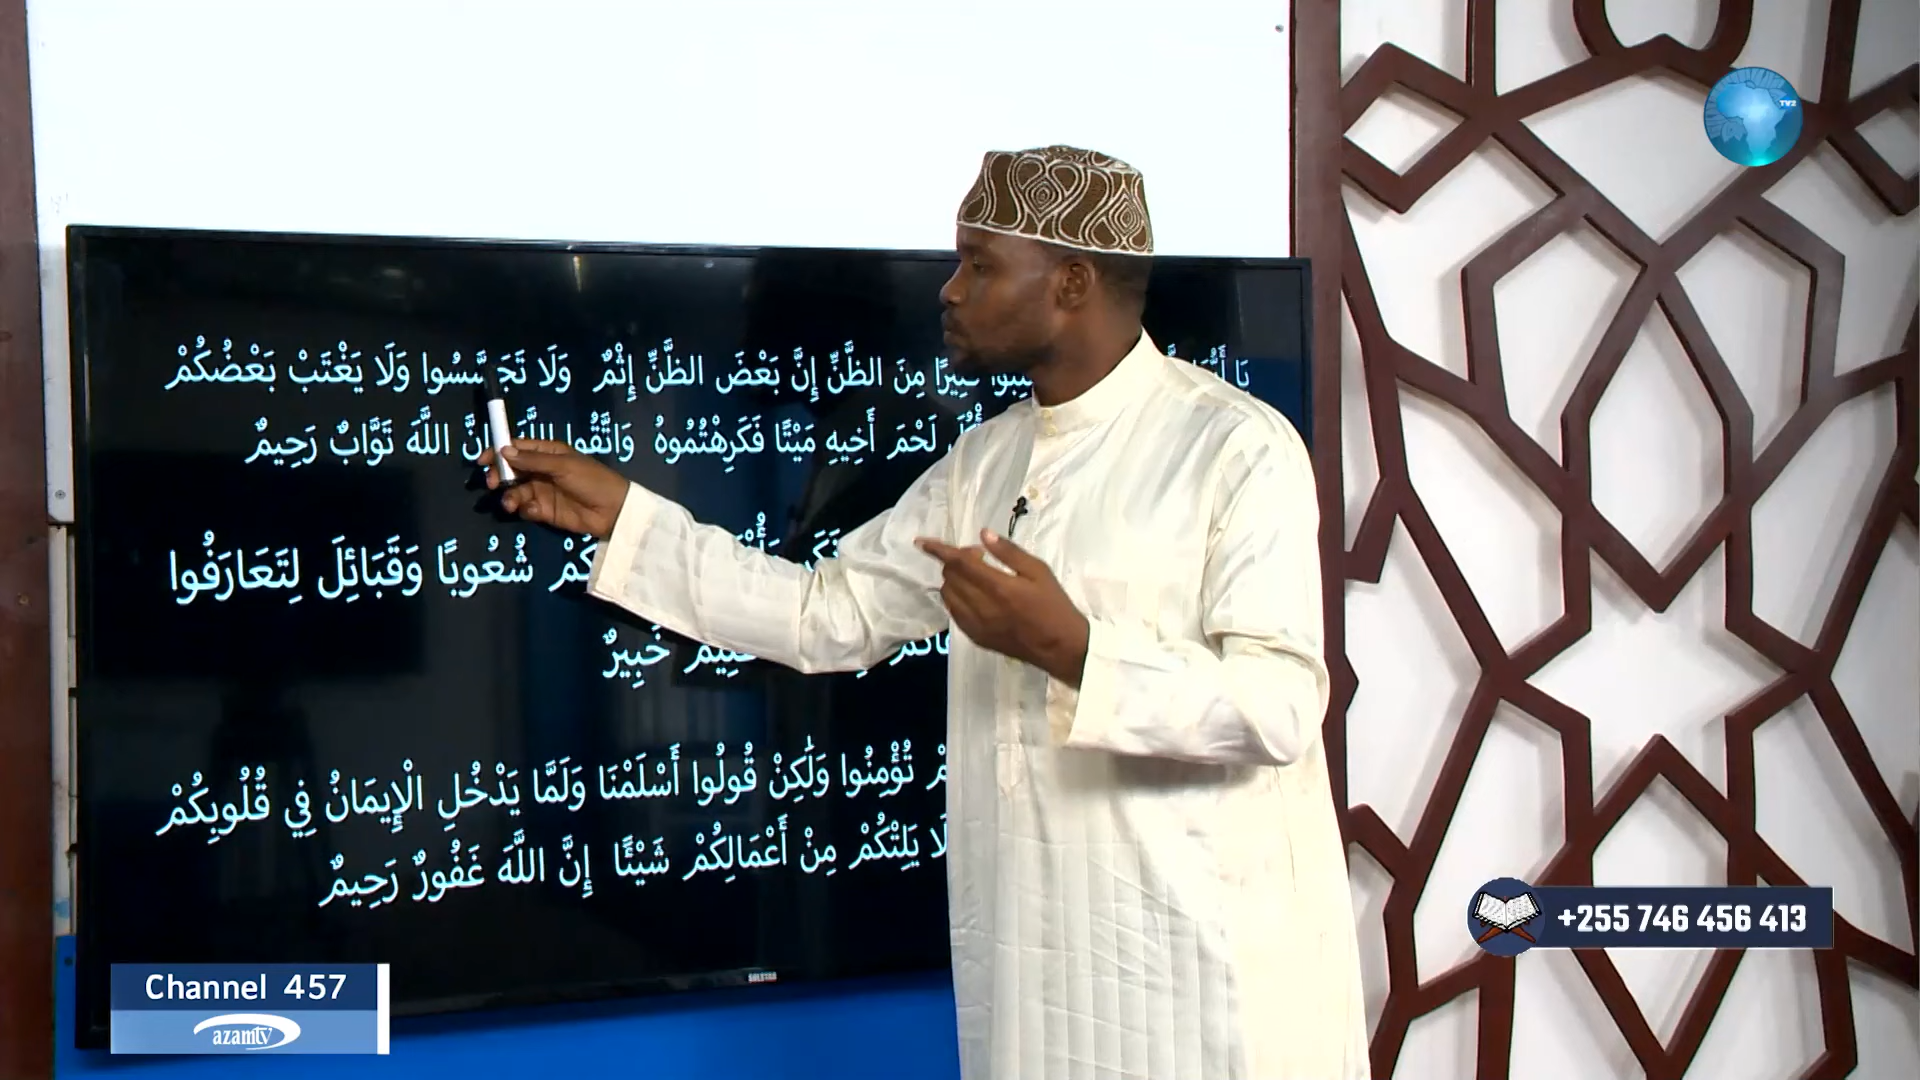 TV2
يَا مِنَ الظَّنِّ إِنَّ بَعْضَ الظَّنِّ إِثْمٌ وَلَا تَجَسَّسُوا وَلَا يَغْتَبْ بَعْضُكُمْ
لَحْمَ أَخِيهِ مَيْتًا فَكَرِهْتُمُوهُ وَاتَّقُوا اللَّهَ إِنَّ اللَّهَ تَوَّابٌ رَحِيمٌ
شُعُوبًا وَقَبَائِلَ لِتَعَارَفُوا
خَبِيرٌ
تُؤْمِنُوا وَلَٰكِنْ قُولُوا أَسْلَمْنَا وَلَمَّا يَدْخُلِ الْإِيمَانُ فِي قُلُوبِكُمْ
لَا يَلِتْكُمْ مِنْ أَعْمَالِكُمْ شَيْئًا إِنَّ اللَّهَ غَفُورٌ رَحِيمٌ
+255 746 456 413
Channel 457
azamtv